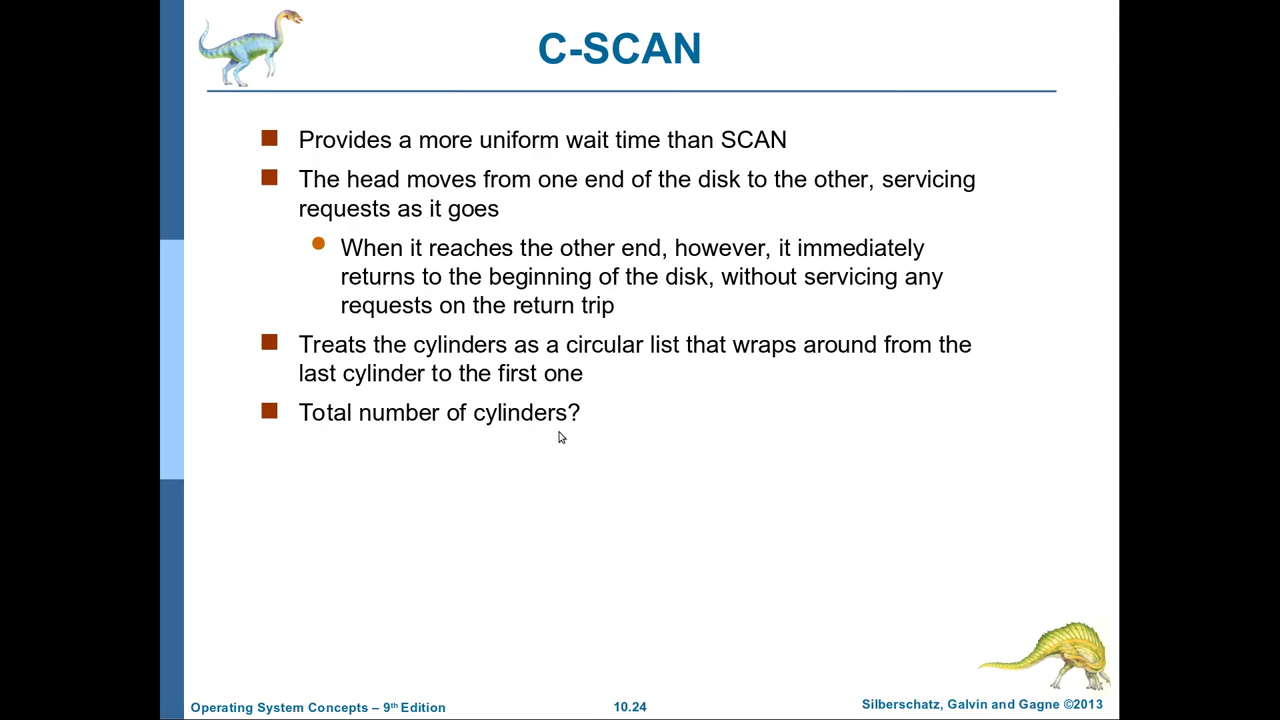 C-SCAN
Provides a more uniform wait time than SCAN
The head moves from one end of the disk to the other, servicing
requests as it goes
When it reaches the other end, however, it immediately
returns to the beginning of the disk, without servicing any
requests on the return trip
Treats the cylinders as a circular list that wraps around from the
last cylinder to the first one
Total number of cylinders?
Operating System Concepts – 9th Edition
10.24
Silberschatz, Galvin and Gagne ©2013